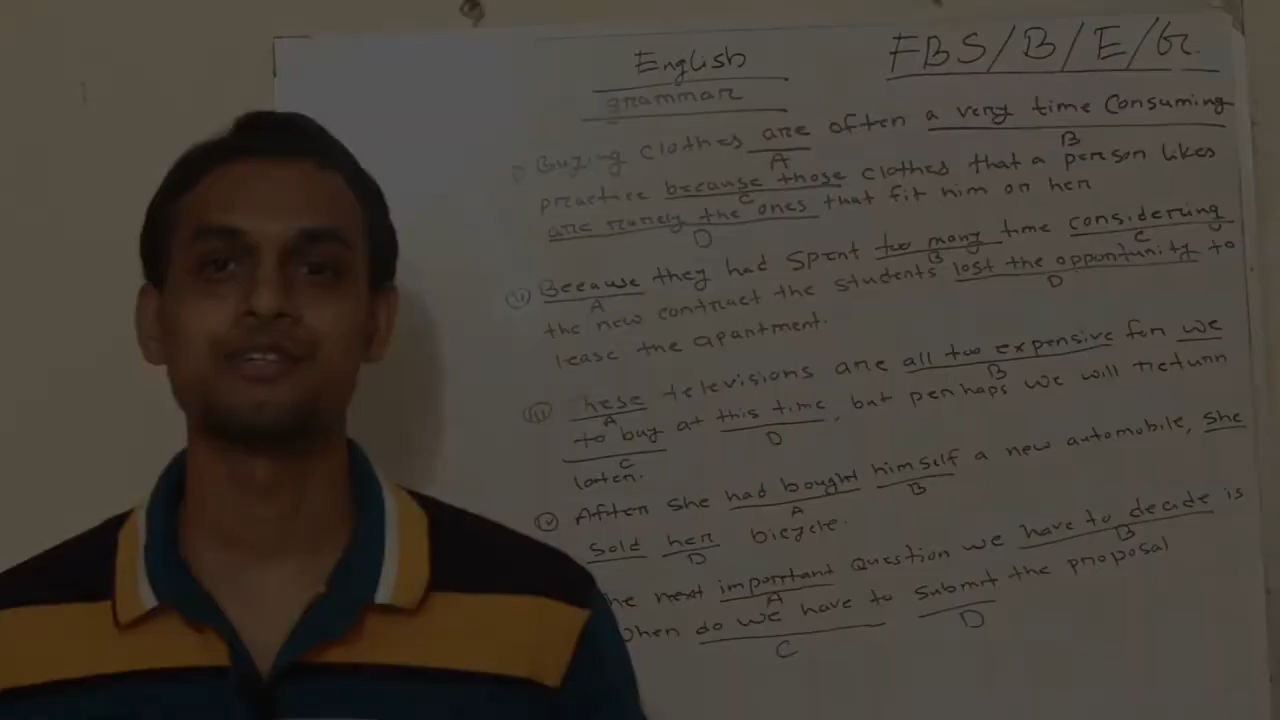 English
FBS/B/E/G
grammar
Buying clothes are often a very time consuming
A
B
practice because those clothes that a person likes
C
are rarely the ones that fit him or her
D
(II) Because they had spent too many time considering
A
B
C
the new contract the students lost the opportunity to
D
lease the apartment.
(III) These televisions are all too expensive for we
A
B
to buy at this time, but perhaps we will return
C
D
later.
(IV) After she had bought himself a new automobile, she
A
B
sold her bicycle.
D
The next important question we have to decide is
A
B
When do we have to submit the proposal
C
D